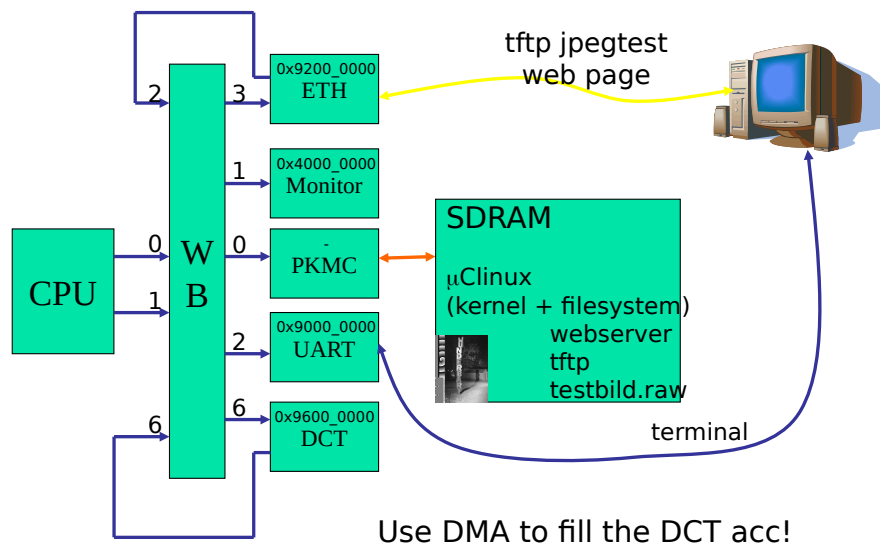 tftp jpegtest
web page
0x9200_0000
ETH
2
3
0x4000_0000
Monitor
1
SDRAM
-
PKMC
0
0
W
B
CPU
1
μClinux
(kernel + filesystem)
webserver
tftp
testbild.raw
0x9000_0000
UART
2
0x9600_0000
DCT
6
6
terminal
Use DMA to fill the DCT acc!